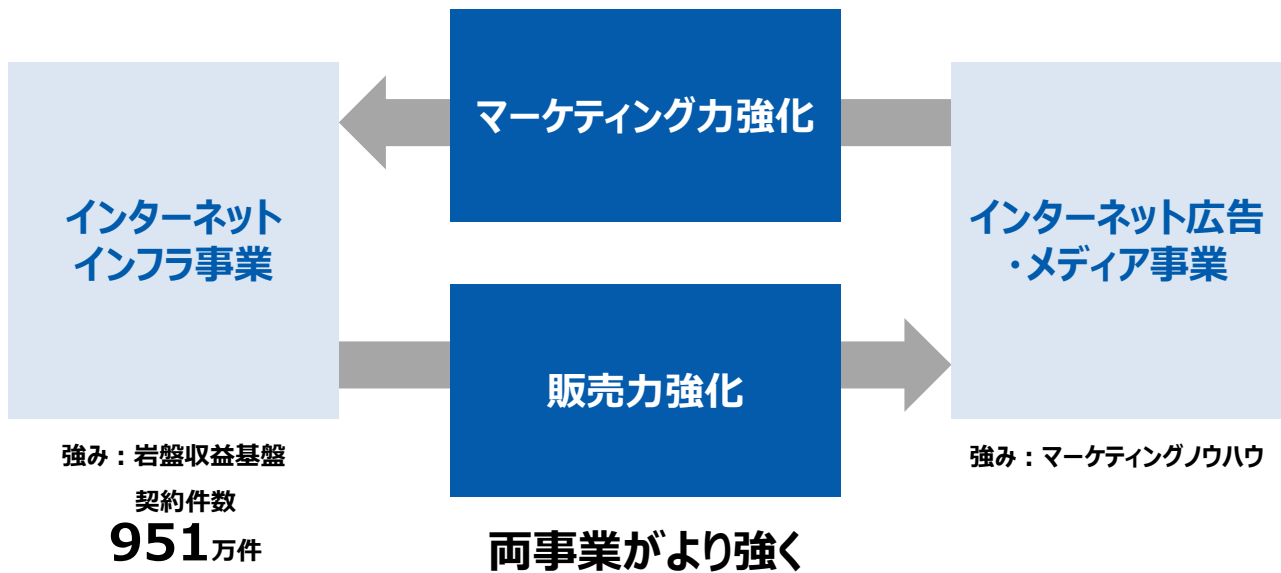 マーケティング力強化
インターネット
インフラ事業
インターネット広告
・メディア事業
販売力強化
強み：岩盤収益基盤
契約件数
951万件
強み：マーケティングノウハウ
両事業がより強く